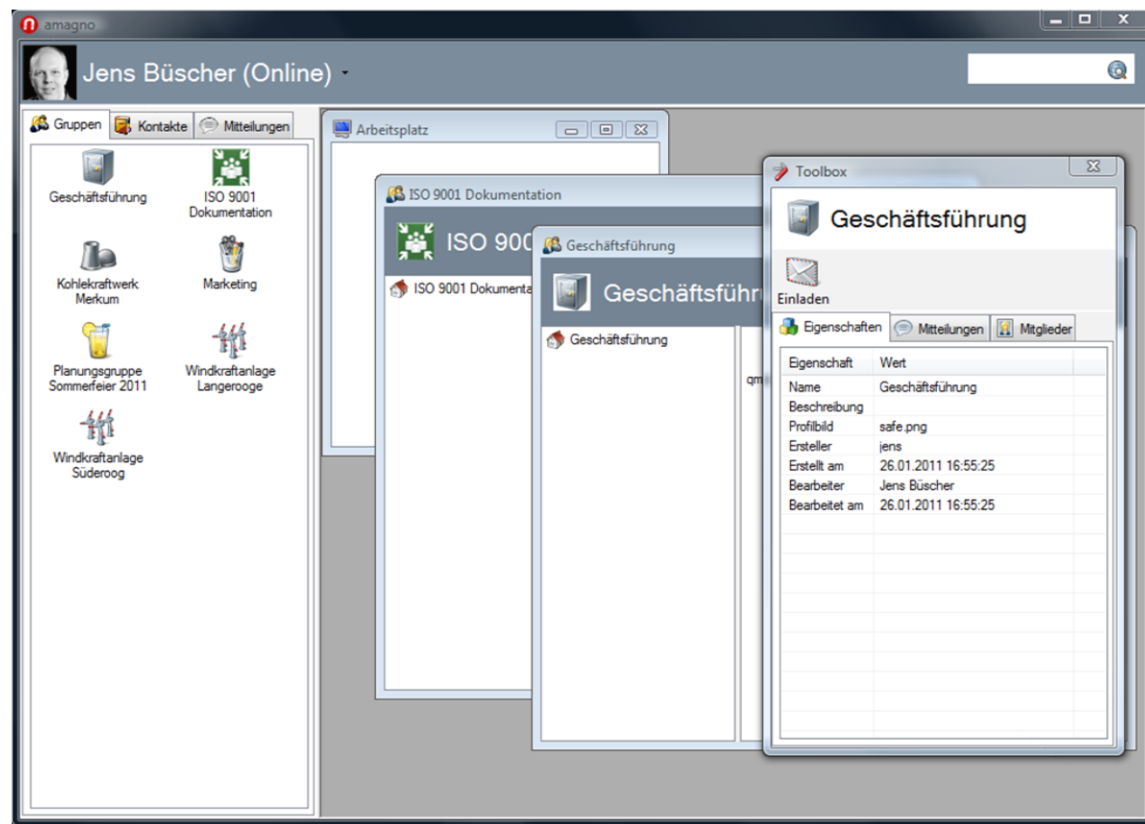 amagno
Jens Büscher (Online)
Gruppen
Kontakte
Mitteilungen
Geschäftsführung
ISO 9001
Dokumentation
Kohlekraftwerk
Merkum
Marketing
Planungsgruppe
Sommerfeier 2011
Windkraftanlage
Langerooge
Windkraftanlage
Süderoog
Arbeitsplatz
ISO 9001 Dokumentation
ISO 900
ISO 9001 Dokumenta
Geschäftsführung
Geschäftsführ
Geschäftsführung
qm
Toolbox
Geschäftsführung
Einladen
Eigenschaften
Mitteilungen
Mitglieder
Eigenschaft Wert
Name Geschäftsführung
Beschreibung
Profilbild safe.png
Ersteller jens
Erstellt am 26.01.2011 16:55:25
Bearbeiter Jens Büscher
Bearbeitet am 26.01.2011 16:55:25